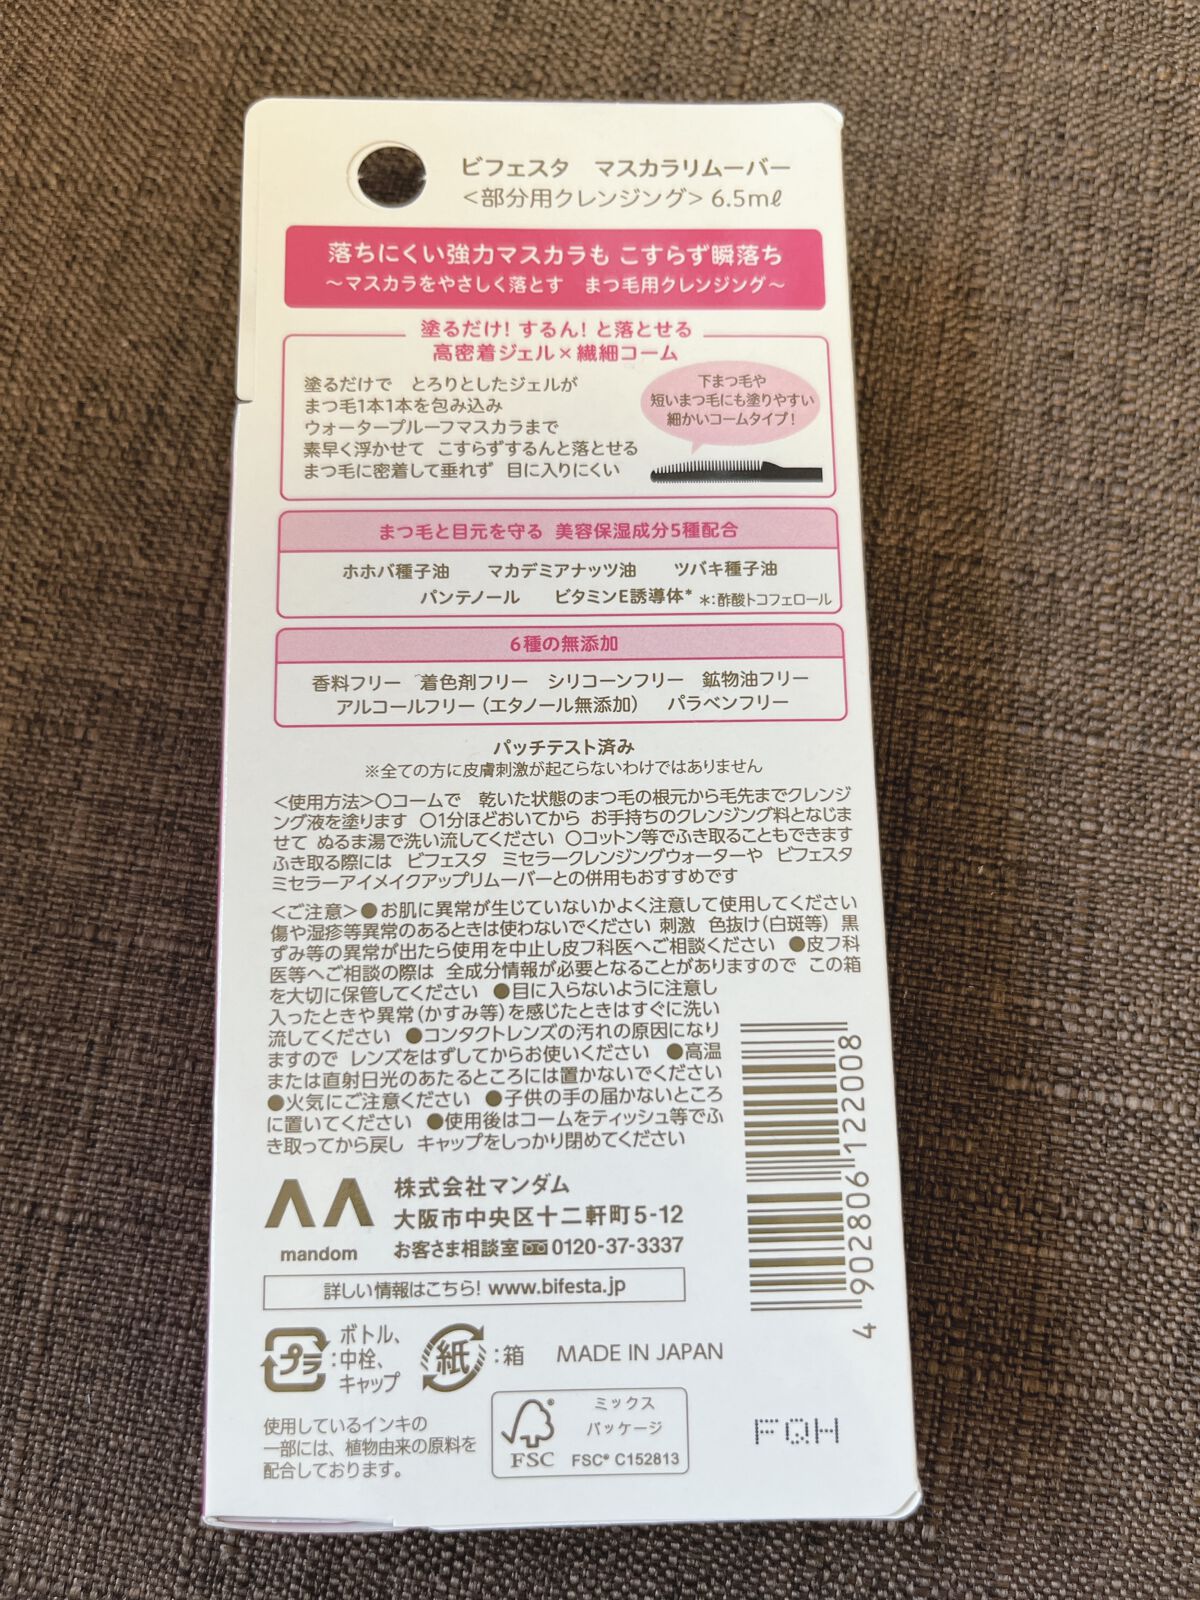 ビフェスタ　マスカラリムーバー
＜部分用クレンジング＞ 6.5mℓ
落ちにくい強力マスカラも こすらず瞬落ち
～マスカラをやさしく落とす　まつ毛用クレンジング～
塗るだけ！するん！と落とせる
高密着ジェル×繊細コーム
塗るだけで　とろりとしたジェルが
まつ毛1本1本を包み込み
ウォータープルーフマスカラまで
素早く浮かせて　こすらずするんと落とせる
まつ毛に密着して垂れず　目に入りにくい
下まつ毛や
短いまつ毛にも塗りやすい
細かいコームタイプ！
まつ毛と目元を守る 美容保湿成分5種配合
ホホバ種子油　マカデミアナッツ油　ツバキ種子油
パンテノール　ビタミンE誘導体* ＊:酢酸トコフェロール
6種の無添加
香料フリー　着色剤フリー　シリコーンフリー　鉱物油フリー
アルコールフリー（エタノール無添加）　パラベンフリー
パッチテスト済み
※全ての方に皮膚刺激が起こらないわけではありません
＜使用方法＞○コームで　乾いた状態のまつ毛の根元から毛先までクレンジ
ング液を塗ります　○1分ほどおいてから　お手持ちのクレンジング料となじま
せて ぬるま湯で洗い流してください　○コットン等でふき取ることもできます
ふき取る際には　ビフェスタ　ミセラークレンジングウォーターや　ビフェスタ
ミセラーアイメイクアップリムーバーとの併用もおすすめです
＜ご注意＞●お肌に異常が生じていないかよく注意して使用してください
傷や湿疹等異常のあるときは使わないでください 刺激　色抜け（白斑等）　黒
ずみ等の異常が出たら使用を中止し皮フ科医へご相談ください　●皮フ科
医等へご相談の際は　全成分情報が必要となることがありますので　この箱
を大切に保管してください　●目に入らないように注意し
入ったときや異常（かすみ等）を感じたときはすぐに洗い
流してください　●コンタクトレンズの汚れの原因になり
ますので　レンズをはずしてからお使いください　●高温
または直射日光のあたるところには置かないでください
●火気にご注意ください　●子供の手の届かないところ
に置いてください　●使用後はコームをティッシュ等でふ
き取ってから戻し　キャップをしっかり閉めてください
mandom
株式会社マンダム
大阪市中央区十二軒町5-12
お客さま相談室 0120-37-3337
詳しい情報はこちら！ www.bifesta.jp
4 902806 122008
プラ
:ボトル、
中栓、
キャップ
紙 :箱
MADE IN JAPAN
使用しているインキの
一部には、植物由来の原料を
配合しております。
FSC
ミックス
パッケージ
FSC® C152813
FQH